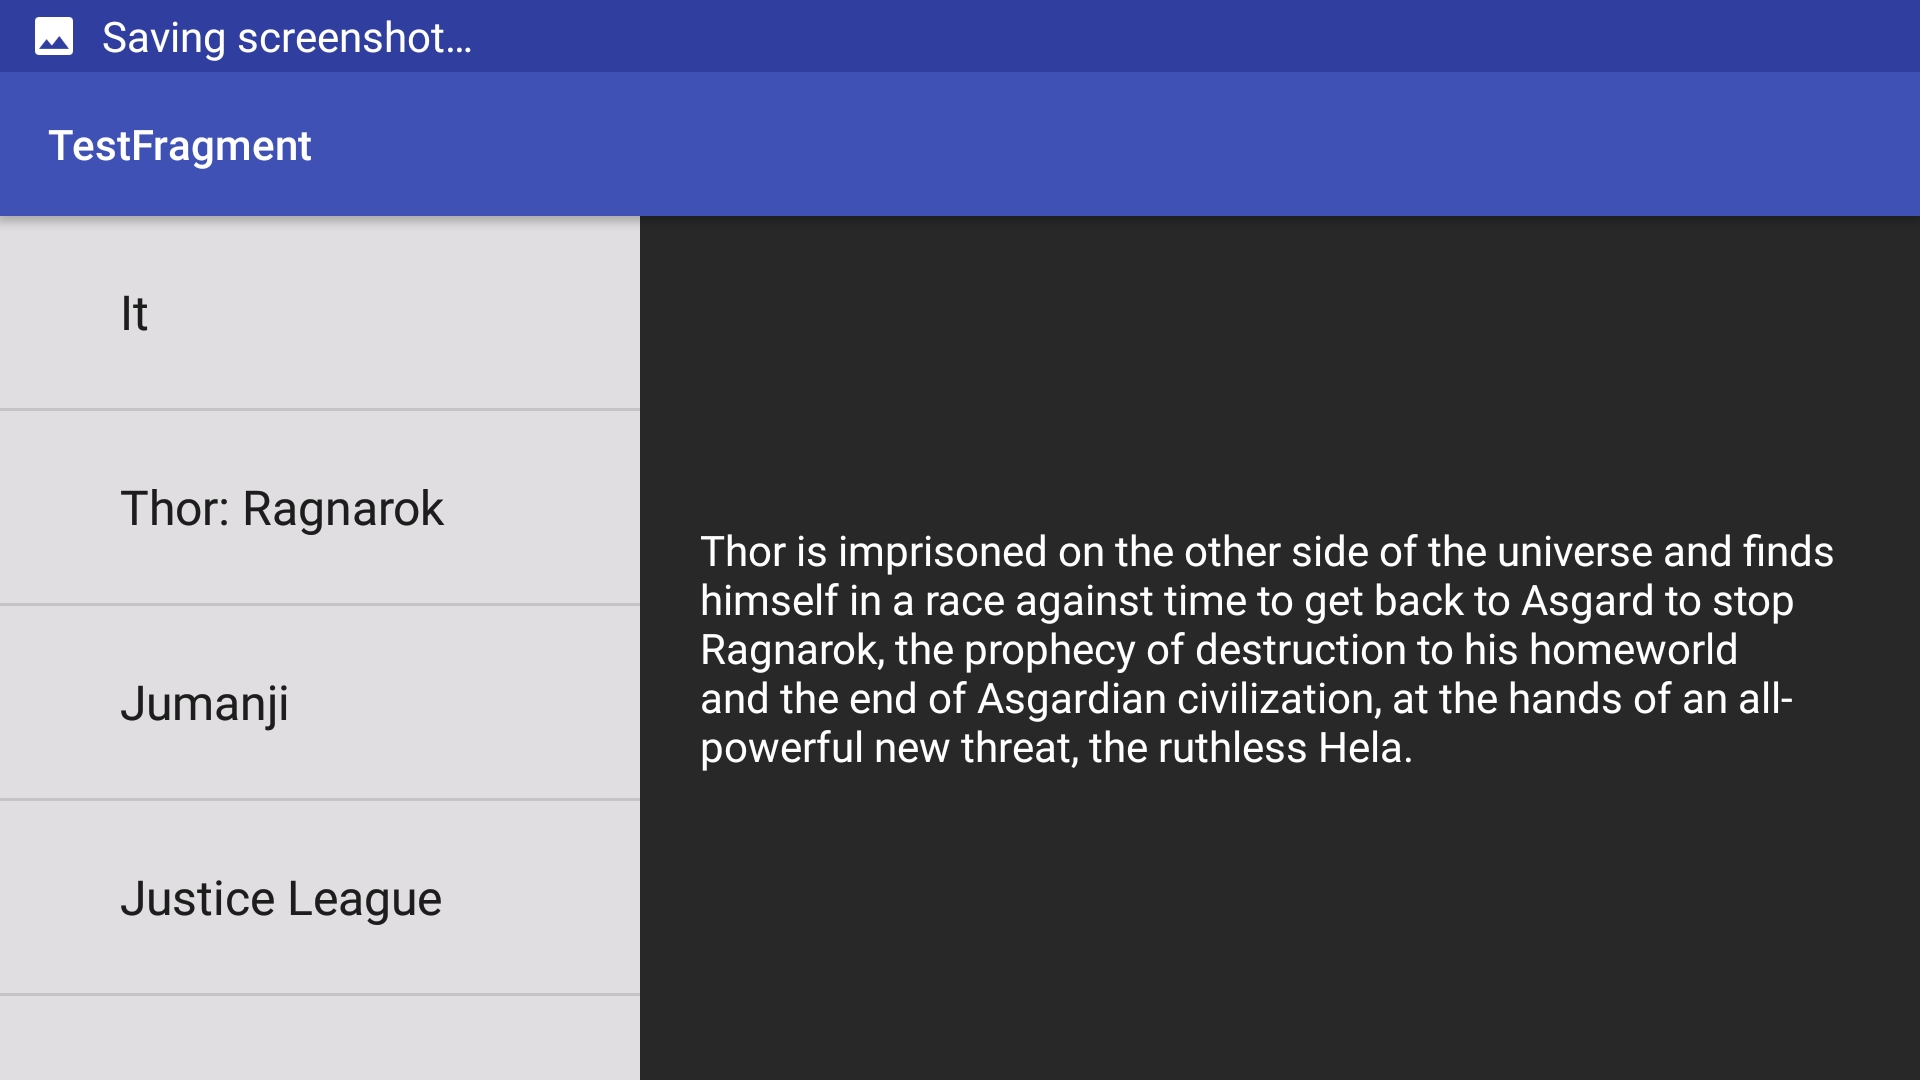 Saving screenshot...
TestFragment
It
Thor: Ragnarok
Jumanji
Justice League
Thor is imprisoned on the other side of the universe and finds
himself in a race against time to get back to Asgard to stop
Ragnarok, the prophecy of destruction to his homeworld
and the end of Asgardian civilization, at the hands of an all-
powerful new threat, the ruthless Hela.